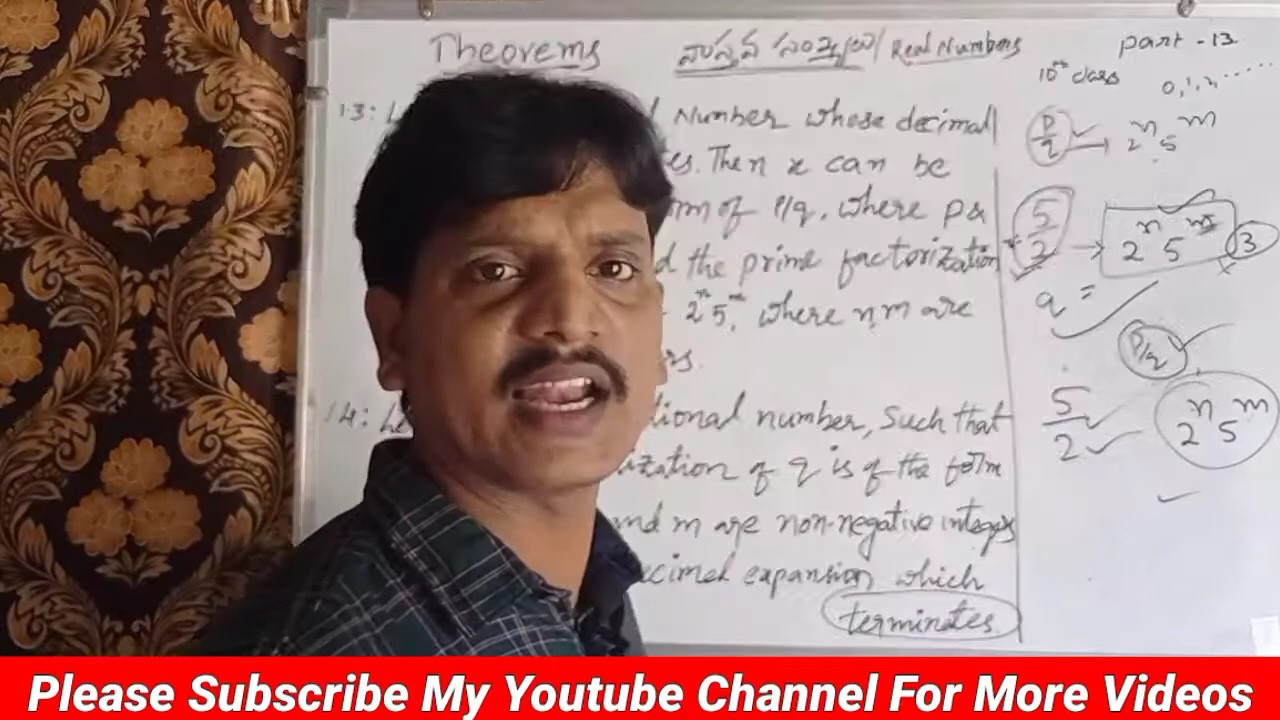 Theorems వాస్తవ సంఖ్యలు/Real Numbers part-13
10th class 0,1,2,......
13: Number whose decimal
es. Then x can be
rm of P/q, where p &
d the prime factorization
2ⁿ5ᵐ, where n, m are
rs.
14: Le tional number, such that
ization of q is of the form
and m are non-negative integers
ecimal expansion which
terminates.
p/q 2ⁿ5ᵐ
5/2 2ⁿ5ᵐ 3
q =
P/q
5/2 2ⁿ5ᵐ
Please Subscribe My Youtube Channel For More Videos